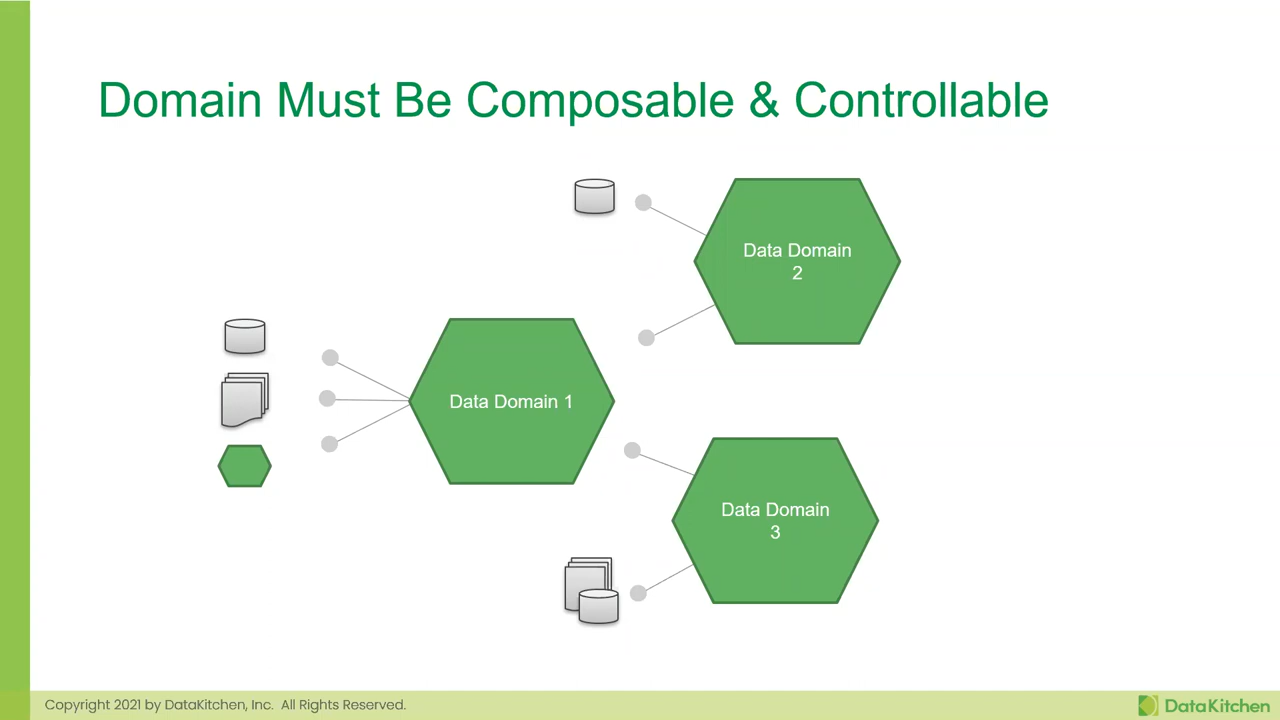 Domain Must Be Composable & Controllable
Data Domain
2
Data Domain 1
Data Domain
3
Copyright 2021 by DataKitchen, Inc. All Rights Reserved.
DataKitchen